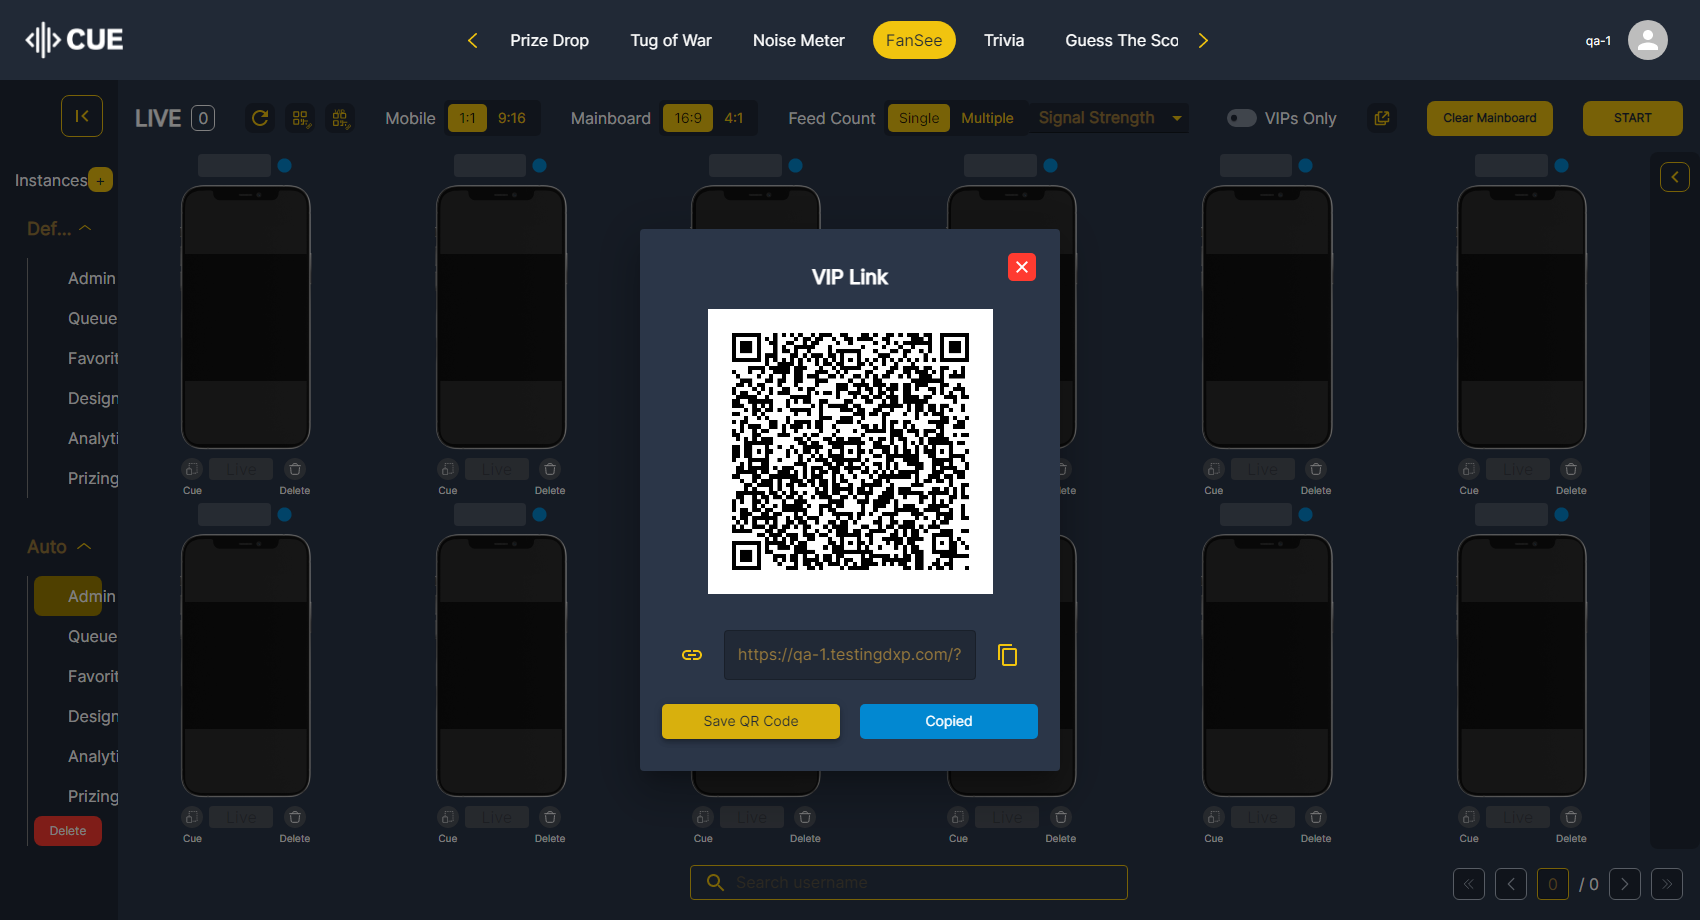 CUE
Prize Drop
Tug of War
Noise Meter
FanSee
Trivia
Guess The Sco
qa-1
LIVE 0
Mobile 1:1 9:16
Mainboard 16:9 4:1
Feed Count Single Multiple
Signal Strength
VIPs Only
Clear Mainboard
START
Instances +
Def...
Admin
Queue
Favorit
Design
Analyti
Prizing
Auto
Admin
Queue
Favorit
Design
Analyti
Prizing
Delete
VIP Link
https://qa-1.testingdxp.com/?
Save QR Code
Copied
Live
Cue Delete
Live
Cue Delete
ete
Live
Cue Delete
Live
Cue Delete
Live
Cue Delete
Live
Cue Delete
Live
Cue Delete
Live
Cue Delete
Live
Cue Delete
Live
Cue Delete
Search username
0 / 0